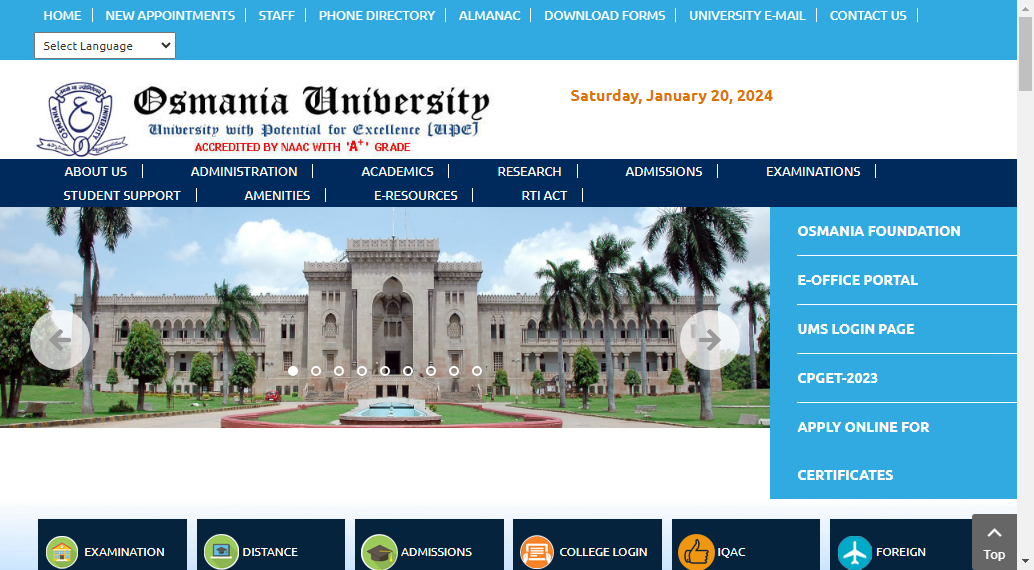 HOME NEW APPOINTMENTS STAFF PHONE DIRECTORY ALMANAC DOWNLOAD FORMS UNIVERSITY E-MAIL CONTACT US
Select Language
Osmania University
University with Potential for Excellence (UPE)
ACCREDITED BY NAAC WITH 'A+' GRADE
OSMANIA UNIVERSITY
Saturday, January 20, 2024
ABOUT US ADMINISTRATION ACADEMICS RESEARCH ADMISSIONS EXAMINATIONS
STUDENT SUPPORT AMENITIES E-RESOURCES RTI ACT
OSMANIA FOUNDATION
E-OFFICE PORTAL
UMS LOGIN PAGE
CPGET-2023
APPLY ONLINE FOR
CERTIFICATES
EXAMINATION DISTANCE ADMISSIONS COLLEGE LOGIN IQAC FOREIGN
Top